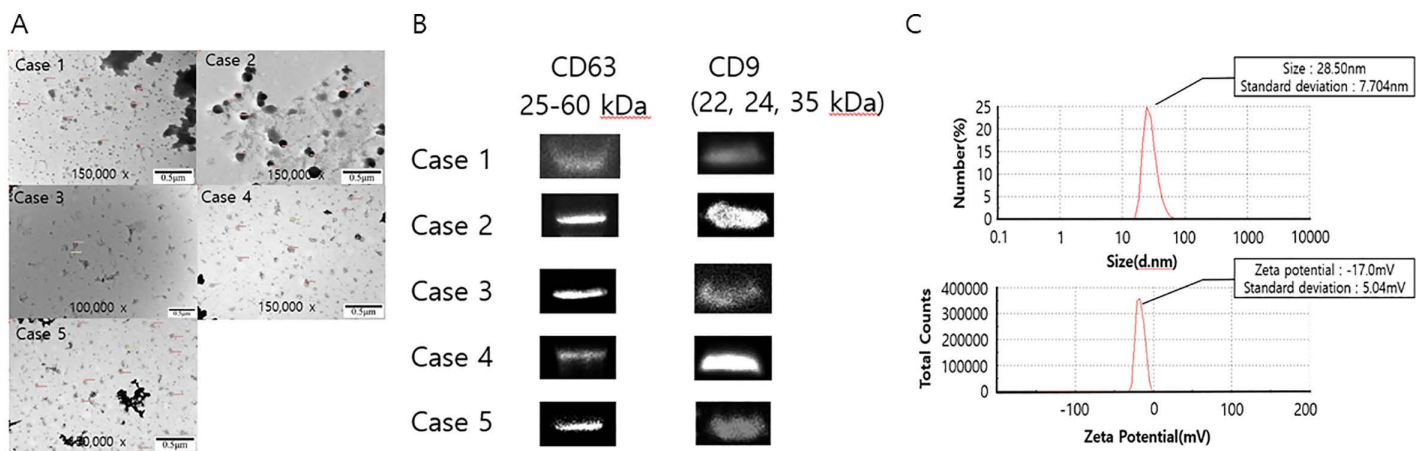 A
Case 1
150,000 x
0.5μm
Case 2
150,000 x
0.5μm
Case 3
100,000 x
0.5μm
Case 4
150,000 x
0.5μm
Case 5
0.5μm
B
CD63
25-60 kDa
CD9
(22, 24, 35 kDa)
Case 1
Case 2
Case 3
Case 4
Case 5
C
Size : 28.50nm
Standard deviation : 7.704nm
Number(%)
25
20
15
10
5
0
0.1 1 10 100 1000 10000
Size(d.nm)
Zeta potential : -17.0mV
Standard deviation : 5.04mV
Total Counts
400000
300000
200000
100000
0
-100 0 100 200
Zeta Potential(mV)